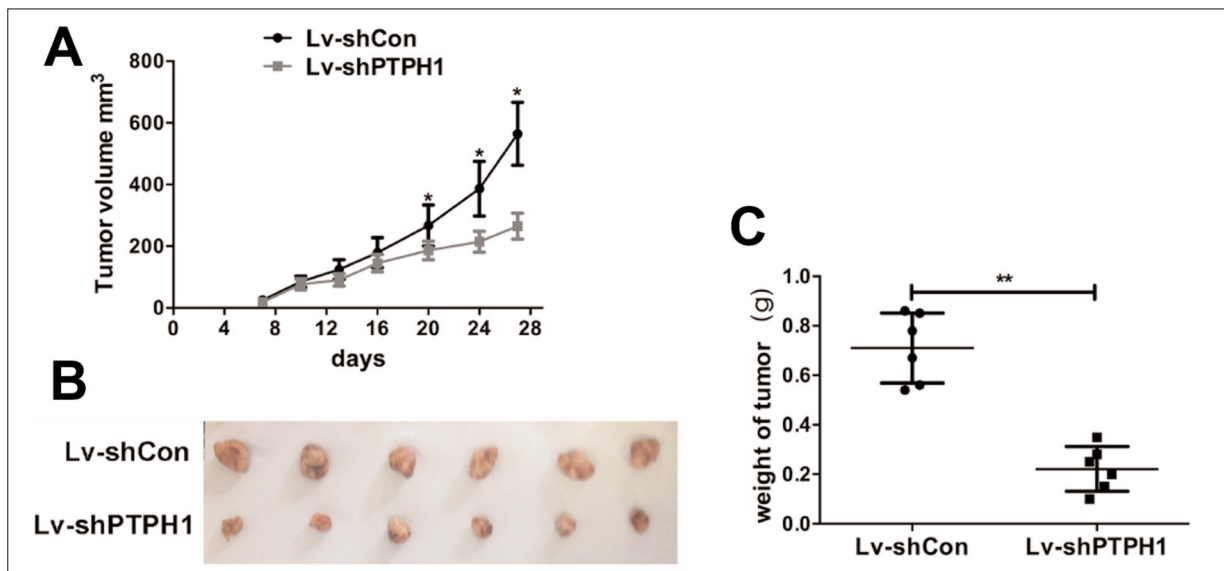 A
Lv-shCon
Lv-shPTPH1
Tumor volume mm³
800
600
400
200
0
*
*
*
0 4 8 12 16 20 24 28
days
B
Lv-shCon
Lv-shPTPH1
C
weight of tumor (g)
1.0
0.8
0.6
0.4
0.2
0.0
**
Lv-shCon Lv-shPTPH1